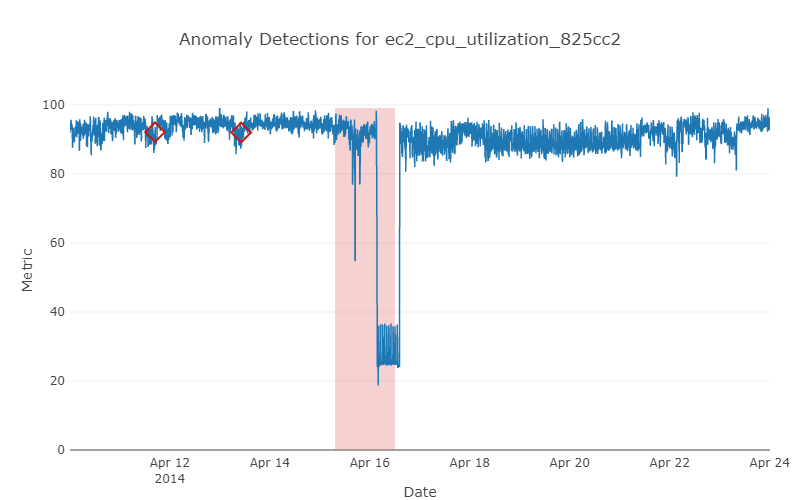 Anomaly Detections for ec2_cpu_utilization_825cc2
100
80
60
40
20
0
Metric
Apr 12
2014
Apr 14
Apr 16
Apr 18
Apr 20
Apr 22
Apr 24
Date